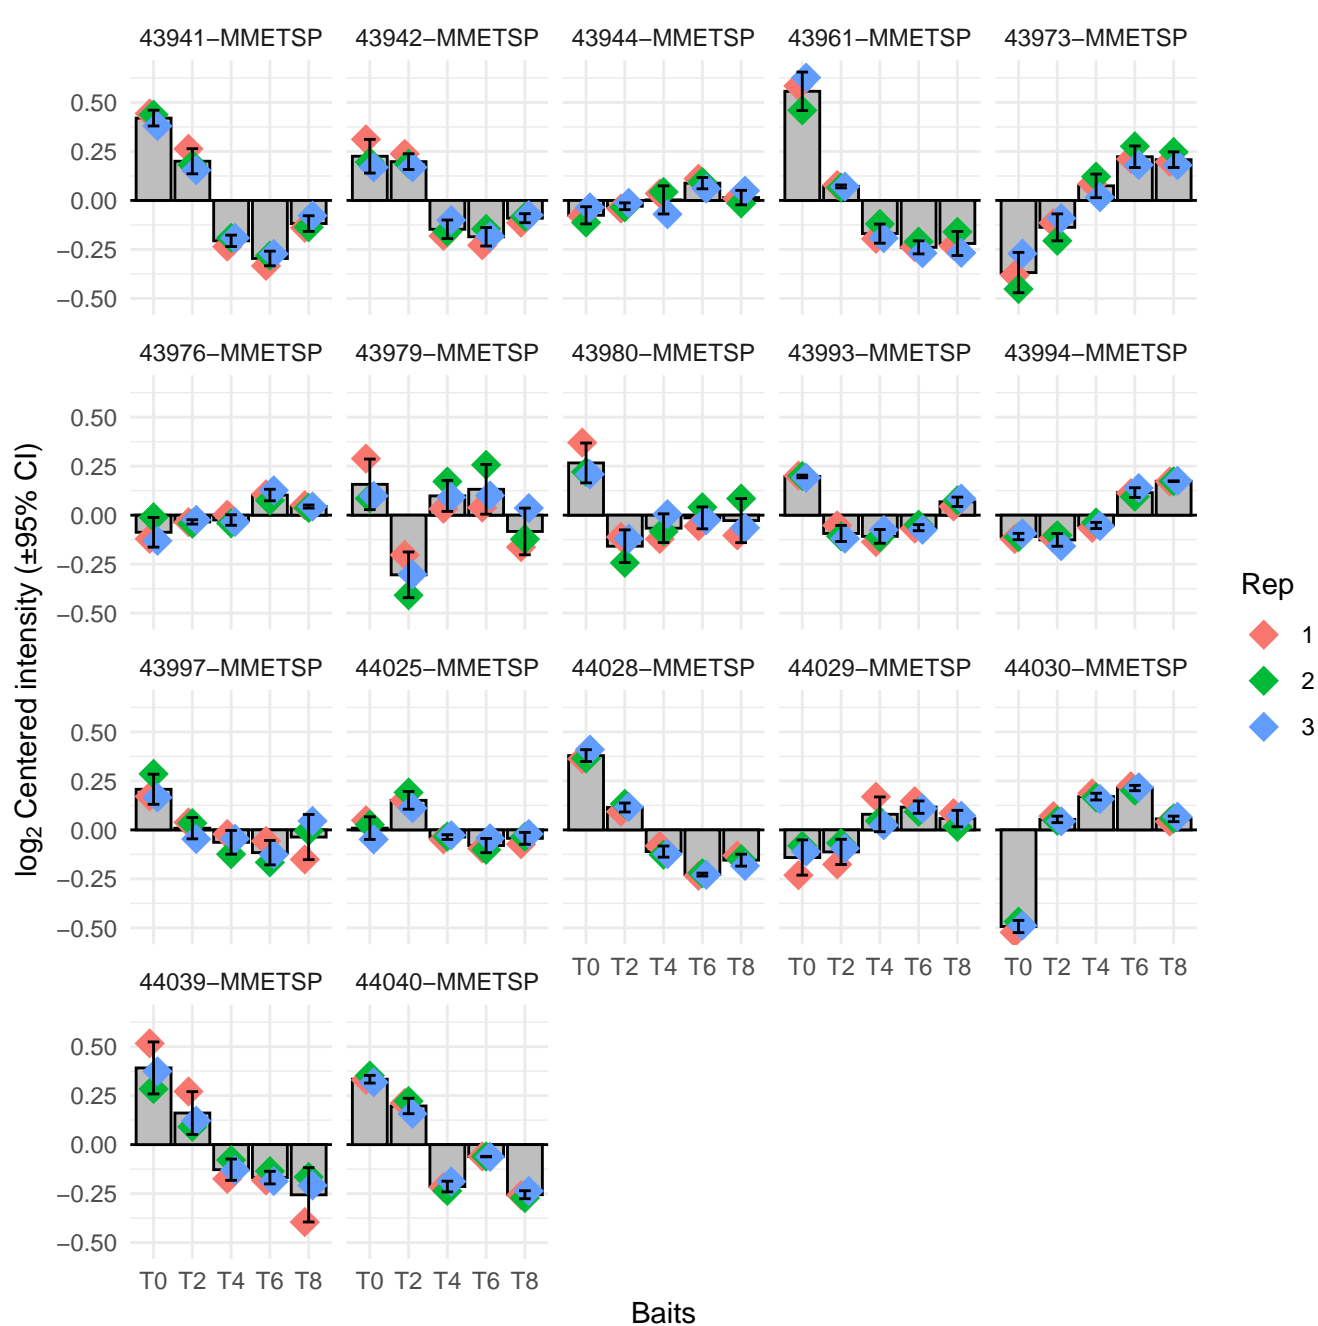 43941−MMETSP 43942−MMETSP 43944−MMETSP 43961−MMETSP 43973−MMETSP
0.50
0.25
0.00
−0.25
−0.50
43976−MMETSP 43979−MMETSP 43980−MMETSP 43993−MMETSP 43994−MMETSP
0.50
0.25
0.00
−0.25
−0.50
43997−MMETSP 44025−MMETSP 44028−MMETSP 44029−MMETSP 44030−MMETSP
0.50
0.25
0.00
−0.25
−0.50
T0 T2 T4 T6 T8 T0 T2 T4 T6 T8 T0 T2 T4 T6 T8
44039−MMETSP 44040−MMETSP
0.50
0.25
0.00
−0.25
−0.50
T0 T2 T4 T6 T8 T0 T2 T4 T6 T8
Baits
log₂ Centered intensity (±95% CI)
Rep
1
2
3